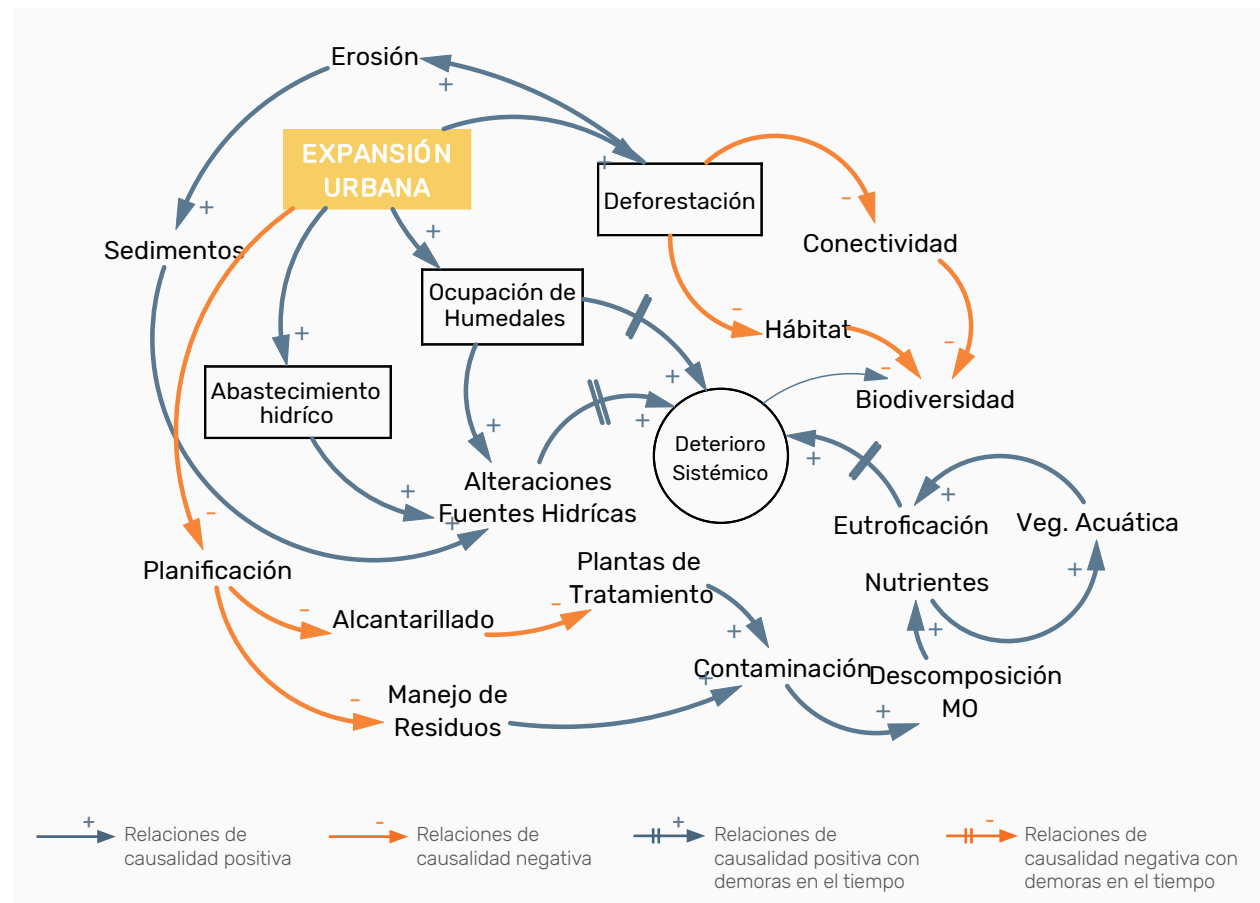 Erosión
+
EXPANSIÓN
URBANA
+
Deforestación
-
Conectividad
+
Sedimentos
+
Ocupación de
Humedales
-
Hábitat
-
-
Biodiversidad
+
Abastecimiento
hidríco
+
+
Deterioro
Sistémico
+
+
Alteraciones
Fuentes Hidrícas
+
+
+
Eutroficación
+
Veg. Acuática
-
Planificación
Plantas de
Tratamiento
Nutrientes
+
-
Alcantarillado
-
+
+
Contaminación
+
Descomposición
MO
-
Manejo de
Residuos
+
+
Relaciones de
causalidad positiva
-
Relaciones de
causalidad negativa
+
Relaciones de
causalidad positiva con
demoras en el tiempo
-
Relaciones de
causalidad negativa con
demoras en el tiempo